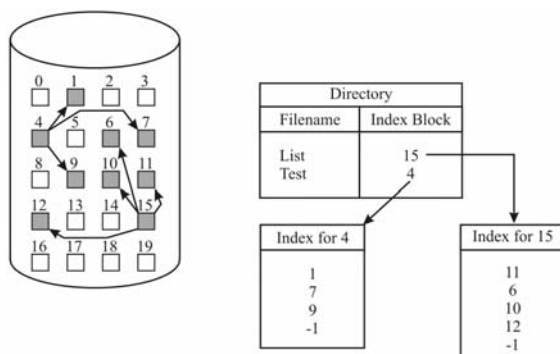 0 1 2 3
4 5 6 7
8 9 10 11
12 13 14 15
16 17 18 19
Directory
Filename Index Block
List 15
Test 4
Index for 4
1
7
9
-1
Index for 15
11
6
10
12
-1